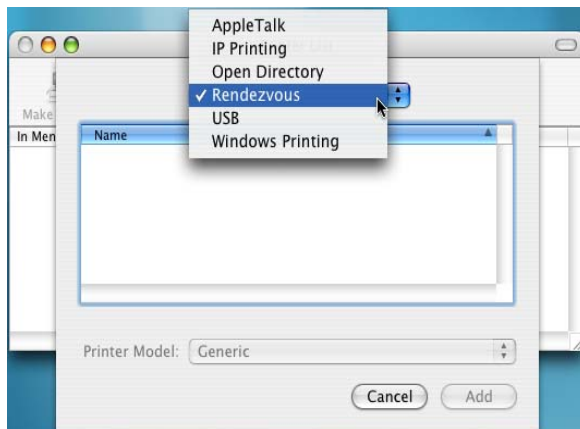 AppleTalk
IP Printing
Open Directory
✓ Rendezvous
USB
Windows Printing
Make
In Men
Name
Printer Model: Generic
Cancel Add